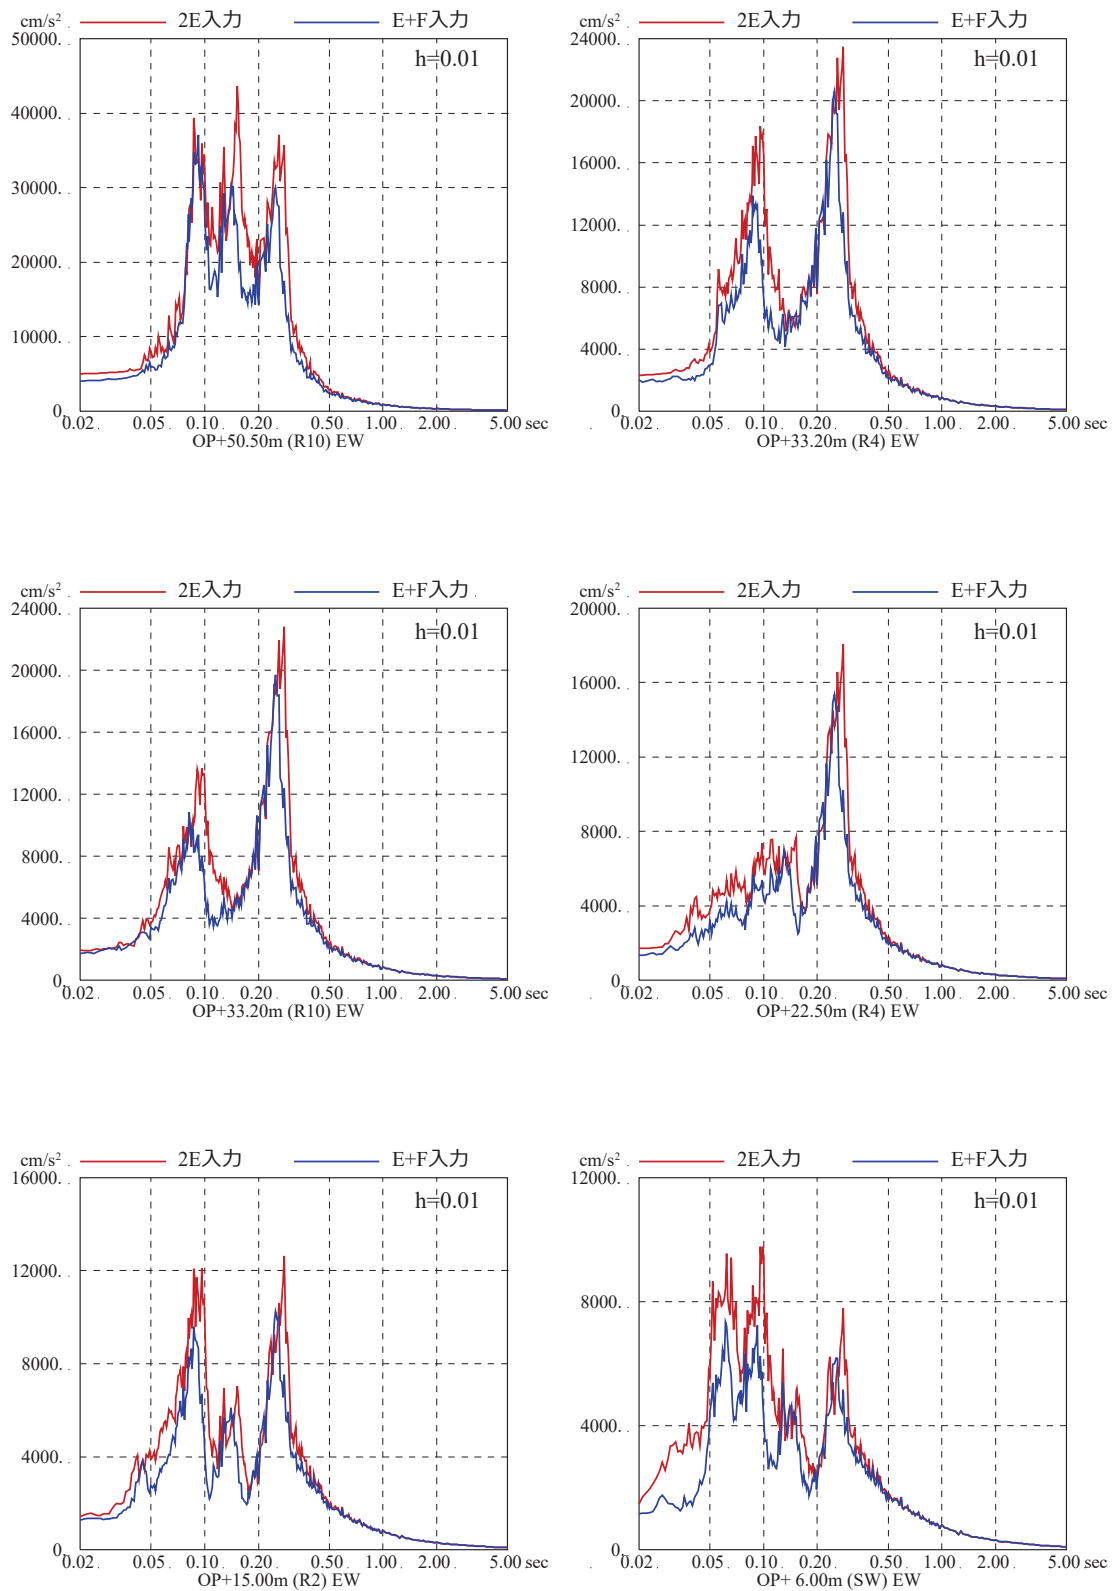 cm/s² 2E入力 E+F入力
50000.
h=0.01
40000.
30000.
20000.
10000.
0.
0.02 0.05 0.10 0.20 0.50 1.00 2.00 5.00 sec
OP+50.50m (R10) EW
cm/s² 2E入力 E+F入力
24000.
h=0.01
20000.
16000.
12000.
8000.
4000.
0.
0.02 0.05 0.10 0.20 0.50 1.00 2.00 5.00 sec
OP+33.20m (R4) EW
cm/s² 2E入力 E+F入力
24000.
h=0.01
20000.
16000.
12000.
8000.
4000.
0.
0.02 0.05 0.10 0.20 0.50 1.00 2.00 5.00 sec
OP+33.20m (R10) EW
cm/s² 2E入力 E+F入力
20000.
h=0.01
16000.
12000.
8000.
4000.
0.
0.02 0.05 0.10 0.20 0.50 1.00 2.00 5.00 sec
OP+22.50m (R4) EW
cm/s² 2E入力 E+F入力
16000.
h=0.01
12000.
8000.
4000.
0.
0.02 0.05 0.10 0.20 0.50 1.00 2.00 5.00 sec
OP+15.00m (R2) EW
cm/s² 2E入力 E+F入力
12000.
h=0.01
8000.
4000.
0.
0.02 0.05 0.10 0.20 0.50 1.00 2.00 5.00 sec
OP+ 6.00m (SW) EW